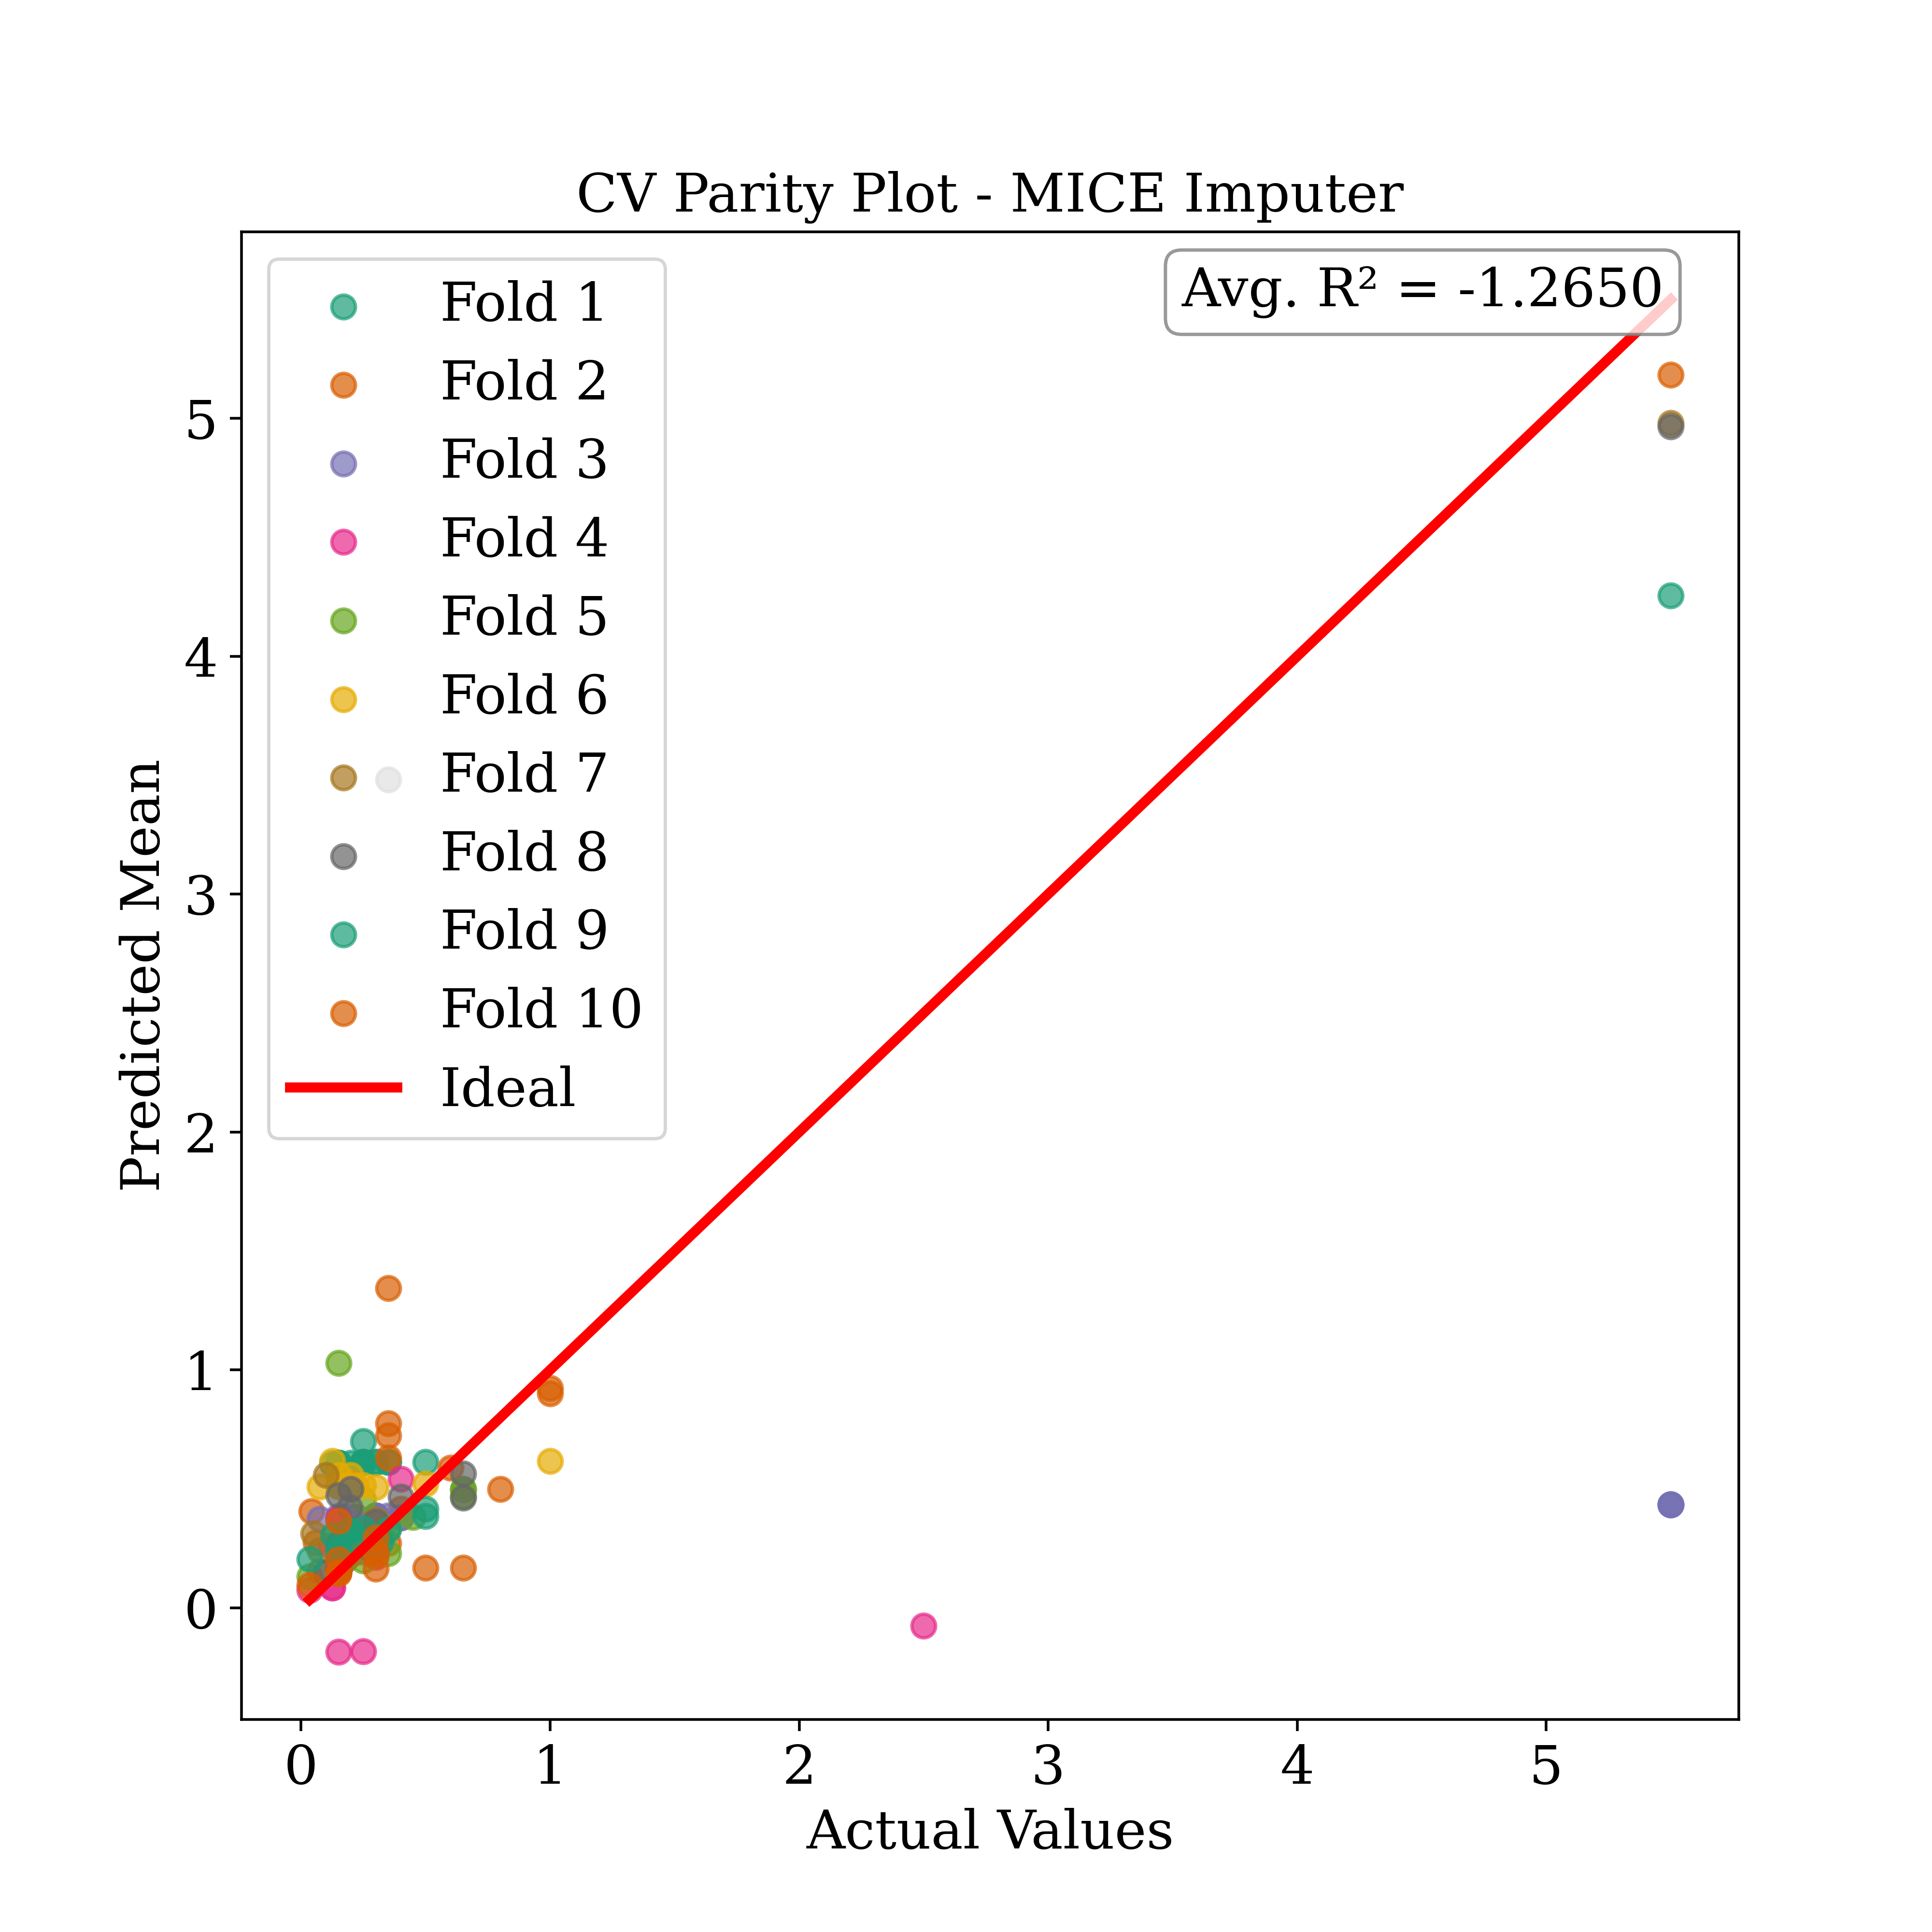 CV Parity Plot - MICE Imputer
Avg. R² = -1.2650
Fold 1
Fold 2
Fold 3
Fold 4
Fold 5
Fold 6
Fold 7
Fold 8
Fold 9
Fold 10
Ideal
Predicted Mean
5
4
3
2
1
0
0 1 2 3 4 5
Actual Values